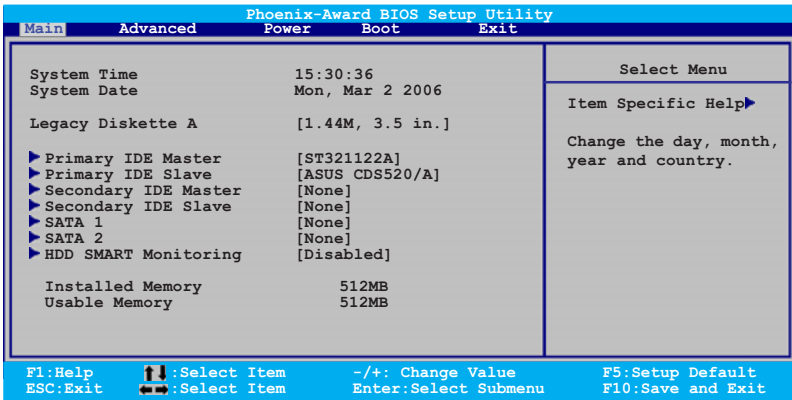 Phoenix-Award BIOS Setup Utility
Main Advanced Power Boot Exit
System Time 15:30:36
System Date Mon, Mar 2 2006
Legacy Diskette A [1.44M, 3.5 in.]
Primary IDE Master [ST321122A]
Primary IDE Slave [ASUS CDS520/A]
Secondary IDE Master [None]
Secondary IDE Slave [None]
SATA 1 [None]
SATA 2 [None]
HDD SMART Monitoring [Disabled]
Installed Memory 512MB
Usable Memory 512MB
Select Menu
Item Specific Help
Change the day, month,
year and country.
F1:Help :Select Item -/+: Change Value F5:Setup Default
ESC:Exit :Select Item Enter:Select Submenu F10:Save and Exit